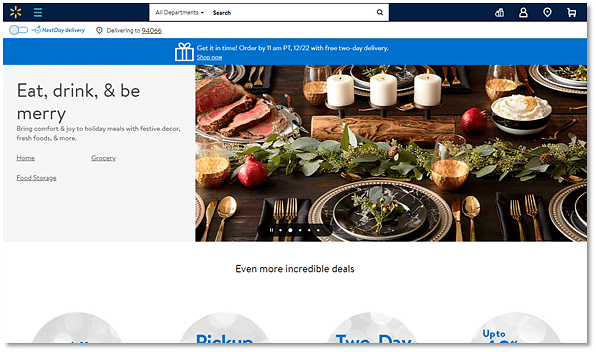 All Departments
Search
NextDay delivery
Delivering to 94066
Get it in time! Order by 11 am PT, 12/22 with free two-day delivery.
Shop now
Eat, drink, & be
merry
Bring comfort & joy to holiday meals with festive decor,
fresh foods, & more.
Home
Grocery
Food Storage
Even more incredible deals
Pickup
Two-Day
Up to